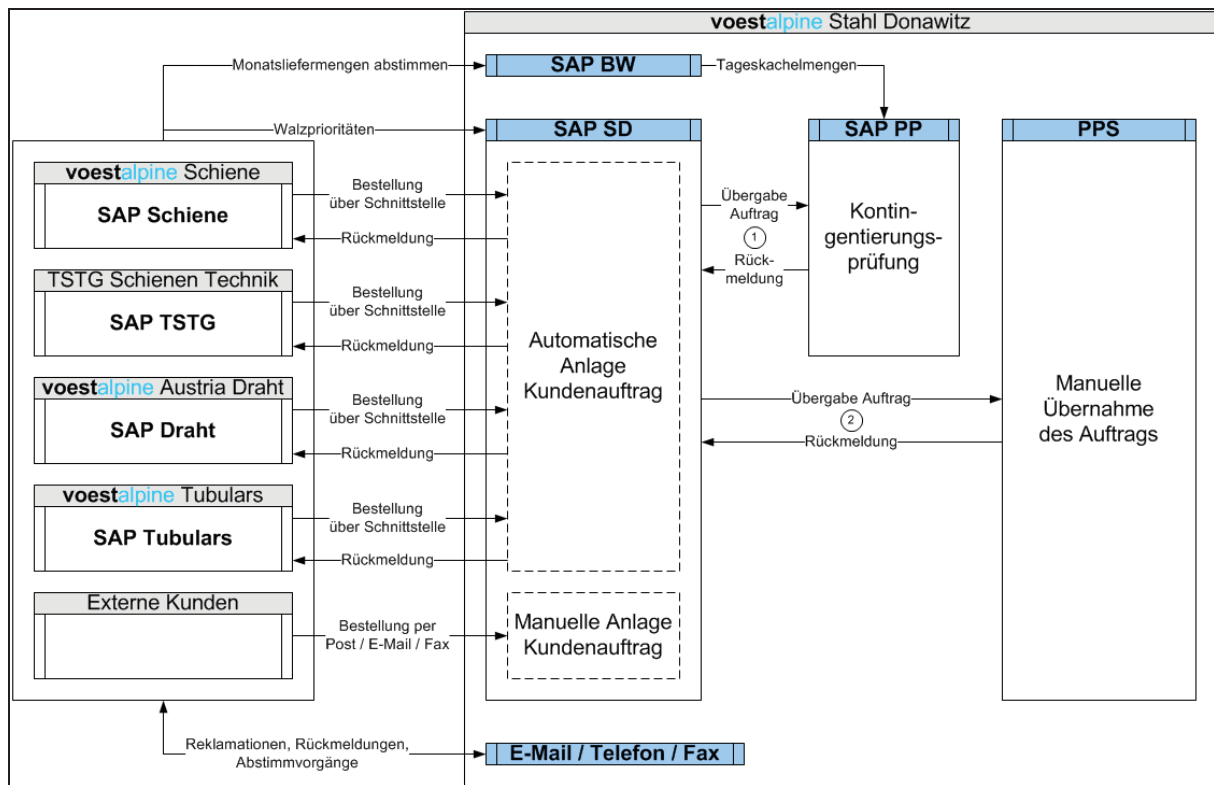 voestalpine Stahl Donawitz
Monatsliefermengen abstimmen
SAP BW
Tageskachelmengen
Walzprioritäten
SAP SD
SAP PP
PPS
voestalpine Schiene
SAP Schiene
Bestellung
über Schnittstelle
Rückmeldung
TSTG Schienen Technik
SAP TSTG
Bestellung
über Schnittstelle
Rückmeldung
voestalpine Austria Draht
SAP Draht
Bestellung
über Schnittstelle
Rückmeldung
voestalpine Tubulars
SAP Tubulars
Bestellung
über Schnittstelle
Rückmeldung
Externe Kunden
Bestellung per
Post / E-Mail / Fax
Automatische
Anlage
Kundenauftrag
Manuelle Anlage
Kundenauftrag
Übergabe
Auftrag
1
Rück-
meldung
Kontin-
gentierungs-
prüfung
Übergabe Auftrag
2
Rückmeldung
Manuelle
Übernahme
des Auftrags
Reklamationen, Rückmeldungen,
Abstimmvorgänge
E-Mail / Telefon / Fax